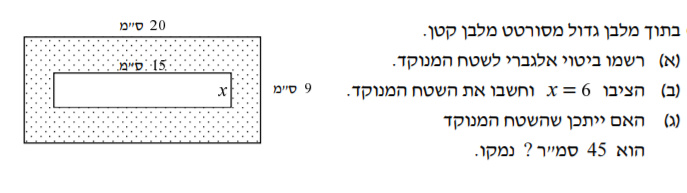 בתוך מלבן גדול מסורטט מלבן קטן.
(א) רשמו ביטוי אלגברי לשטח המנוקד.
(ב) הציבו x = 6 וחשבו את השטח המנוקד.
(ג) האם ייתכן שהשטח המנוקד
הוא 45 סמ״ר ? נמקו.
20 ס״מ
15 ס״מ
x
9 ס״מ